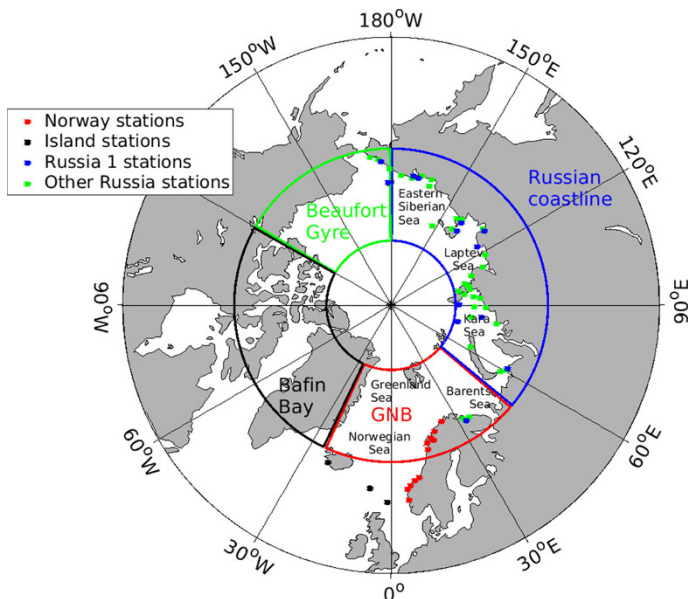 180°W
150°W
150°E
Norway stations
Island stations
Russia 1 stations
Other Russia stations
120°E
Russian
coastline
Beaufort
Gyre
Eastern
Siberian
Sea
Laptev
Sea
90°W
90°E
Kara
Sea
Bafin
Bay
Greenland
Sea
GNB
Barents
Sea
Norwegian
Sea
60°W
60°E
30°W
30°E
0°